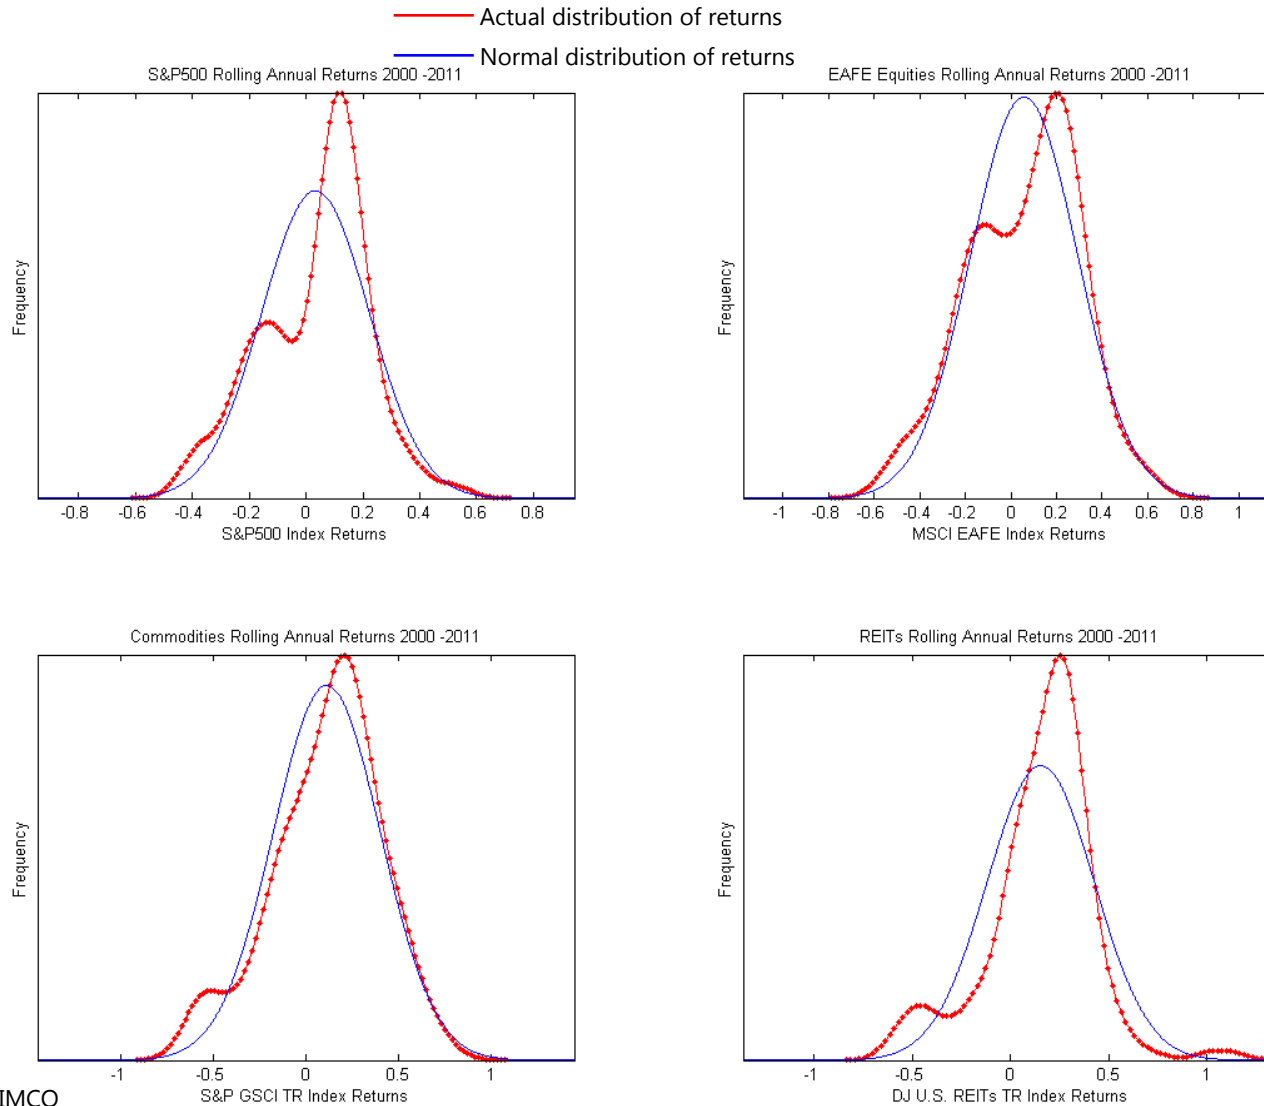 Actual distribution of returns
Normal distribution of returns
S&P500 Rolling Annual Returns 2000 -2011
Frequency
-0.8 -0.6 -0.4 -0.2 0 0.2 0.4 0.6 0.8
S&P500 Index Returns
EAFE Equities Rolling Annual Returns 2000 -2011
Frequency
-1 -0.8 -0.6 -0.4 -0.2 0 0.2 0.4 0.6 0.8 1
MSCI EAFE Index Returns
Commodities Rolling Annual Returns 2000 -2011
Frequency
-1 -0.5 0 0.5 1
S&P GSCI TR Index Returns
REITs Rolling Annual Returns 2000 -2011
Frequency
-1 -0.5 0 0.5 1
DJ U.S. REITs TR Index Returns
IMCO